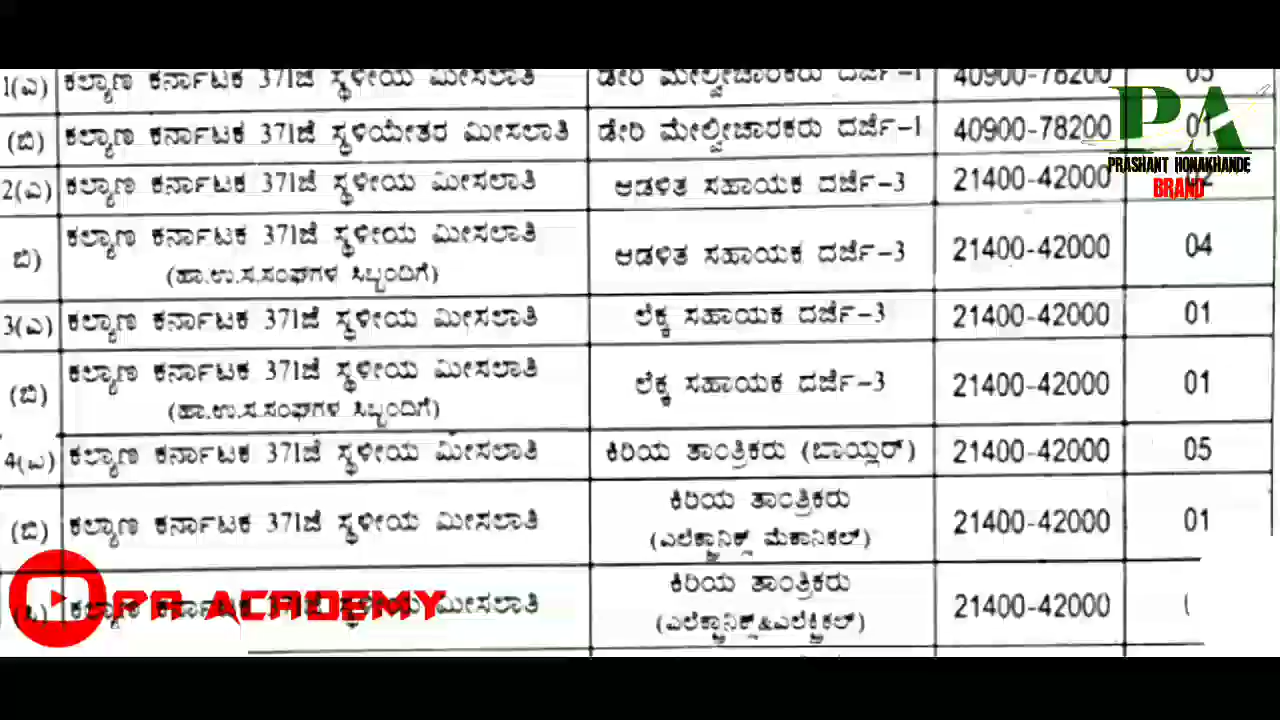 1(ಎ) ಕಲ್ಯಾಣ ಕರ್ನಾಟಕ 371ಜೆ ಸ್ಥಳೀಯ ಮೀಸಲಾತಿ ಡೇರಿ ಮೇಲ್ವಿಚಾರಕರು ದರ್ಜೆ-1 40900-78200 05
(ಬಿ) ಕಲ್ಯಾಣ ಕರ್ನಾಟಕ 371ಜೆ ಸ್ಥಳಿಯೇತರ ಮೀಸಲಾತಿ ಡೇರಿ ಮೇಲ್ವೀಚಾರಕರು ದರ್ಜೆ-1 40900-78200 01
PA
PRASHANT HONAKHANDE
BRAND
2(ಎ) ಕಲ್ಯಾಣ ಕರ್ನಾಟಕ 371ಜೆ ಸ್ಥಳೀಯ ಮೀಸಲಾತಿ ಆಡಳಿತ ಸಹಾಯಕ ದರ್ಜೆ-3 21400-42000 02
ಬಿ) ಕಲ್ಯಾಣ ಕರ್ನಾಟಕ 371ಜೆ ಸ್ಥಳೀಯ ಮೀಸಲಾತಿ ಆಡಳಿತ ಸಹಾಯಕ ದರ್ಜೆ-3 21400-42000 04
(ಹಾ.ಉ.ಸ.ಸಂಘಗಳ ಸಿಬ್ಬಂದಿಗೆ)
3(ಎ) ಕಲ್ಯಾಣ ಕರ್ನಾಟಕ 371ಜೆ ಸ್ಥಳೀಯ ಮೀಸಲಾತಿ ಲೆಕ್ಕ ಸಹಾಯಕ ದರ್ಜೆ-3 21400-42000 01
(ಬಿ) ಕಲ್ಯಾಣ ಕರ್ನಾಟಕ 371ಜೆ ಸ್ಥಳೀಯ ಮೀಸಲಾತಿ ಲೆಕ್ಕ ಸಹಾಯಕ ದರ್ಜೆ-3 21400-42000 01
(ಹಾ.ಉ.ಸ.ಸಂಘಗಳ ಸಿಬ್ಬಂದಿಗೆ)
4(ಎ) ಕಲ್ಯಾಣ ಕರ್ನಾಟಕ 371ಜೆ ಸ್ಥಳೀಯ ಮೀಸಲಾತಿ ಕಿರಿಯ ತಾಂತ್ರಿಕರು (ಬಾಯ್ಲರ್) 21400-42000 05
(ಬಿ) ಕಲ್ಯಾಣ ಕರ್ನಾಟಕ 371ಜೆ ಸ್ಥಳೀಯ ಮೀಸಲಾತಿ ಕಿರಿಯ ತಾಂತ್ರಿಕರು 21400-42000 01
(ಎಲೆಕ್ಟ್ರಾನಿಕ್ಸ್ ಮೆಕಾನಿಕಲ್)
ಕಲ್ಯಾಣ ಕರ್ನಾಟಕ 371ಜೆ ಸ್ಥಳೀಯ ಮೀಸಲಾತಿ ಕಿರಿಯ ತಾಂತ್ರಿಕರು 21400-42000
(ಎಲೆಕ್ಟ್ರಾನಿಕ್ಸ್&ಎಲೆಕ್ಟ್ರಿಕಲ್)
PA ACADEMY